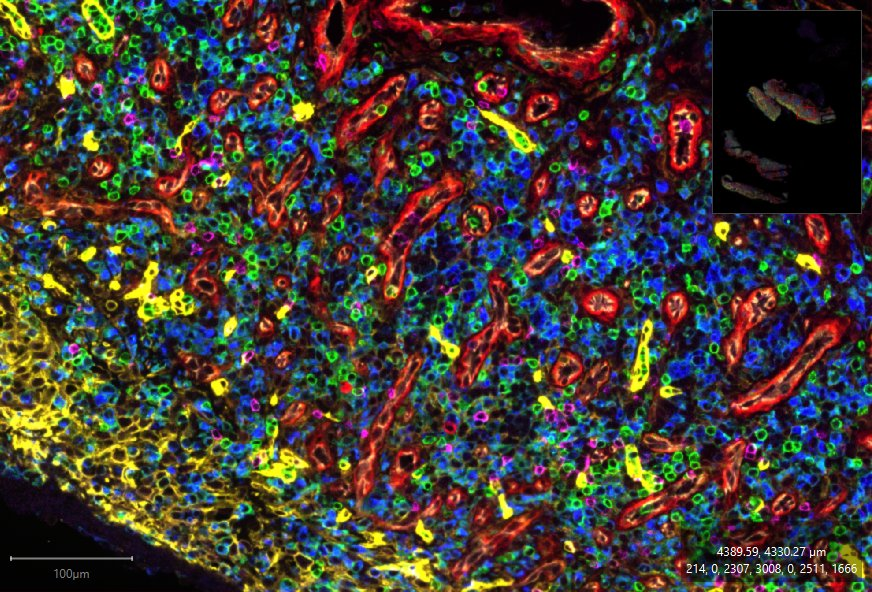 4389.59, 4330.27 µm
214, 0, 2307, 3008, 0, 2511, 1666
100µm